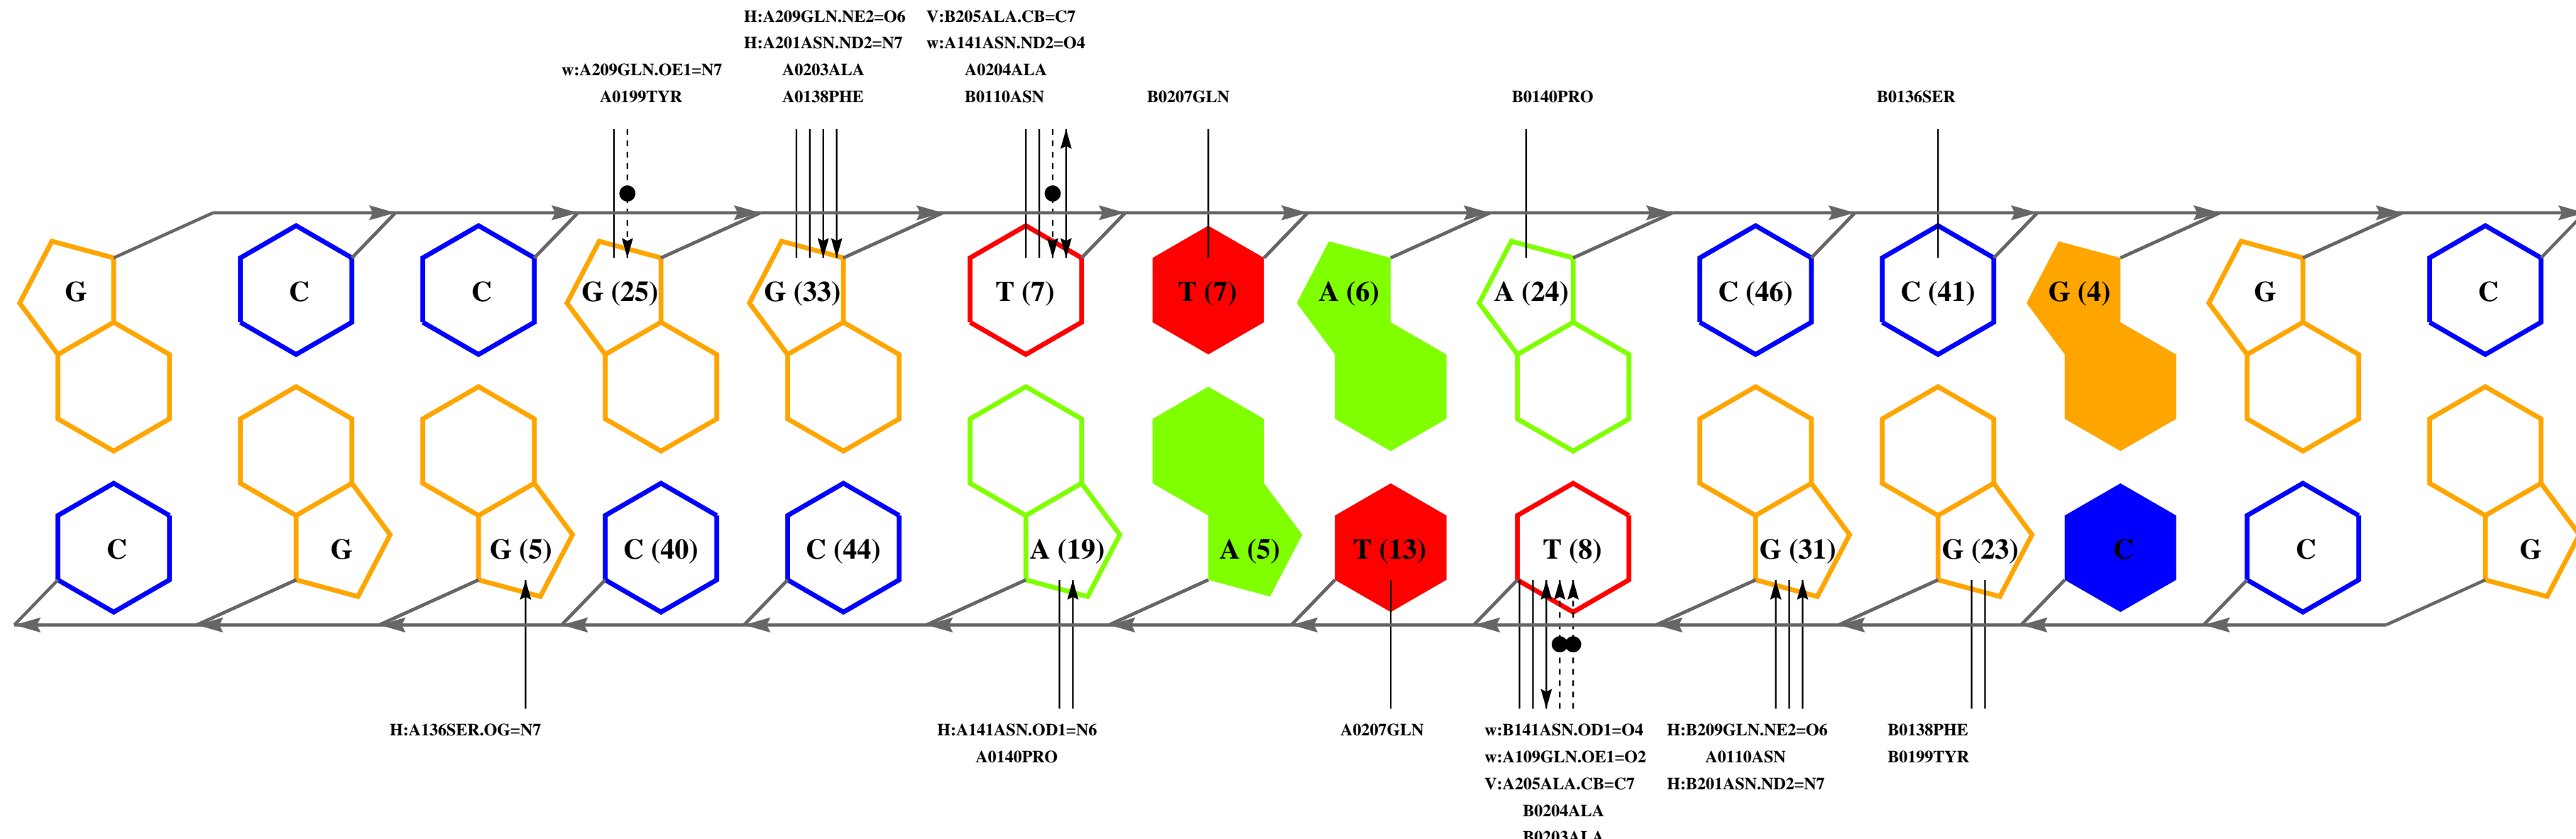 H:A209GLN.NE2=O6 V:B205ALA.CB=C7
H:A201ASN.ND2=N7 w:A141ASN.ND2=O4
w:A209GLN.OE1=N7 A0203ALA A0204ALA
A0199TYR A0138PHE B0110ASN B0207GLN B0140PRO B0136SER
G C C G (25) G (33) T (7) T (7) A (6) A (24) C (46) C (41) G (4) G C
C G G (5) C (40) C (44) A (19) A (5) T (13) T (8) G (31) G (23) C C G
H:A136SER.OG=N7 H:A141ASN.OD1=N6 A0207GLN w:B141ASN.OD1=O4 H:B209GLN.NE2=O6 B0138PHE
A0140PRO w:A109GLN.OE1=O2 A0110ASN B0199TYR
V:A205ALA.CB=C7 H:B201ASN.ND2=N7
B0204ALA
B0203ALA